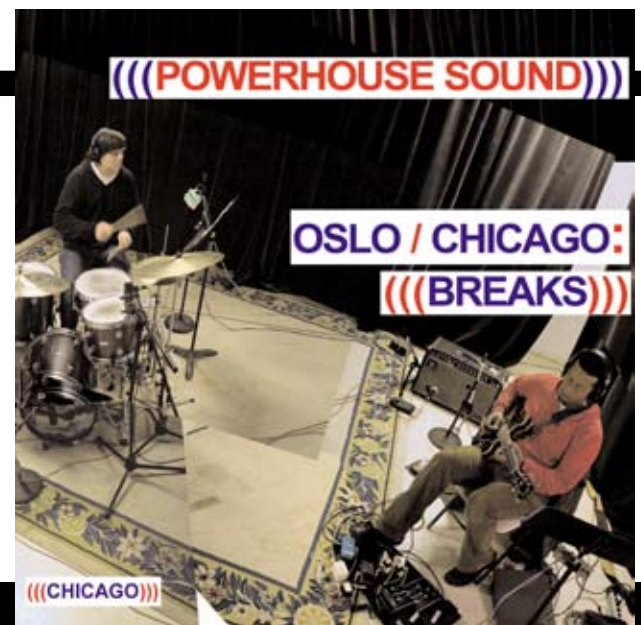 (((POWERHOUSE SOUND)))
OSLO / CHICAGO:
(((BREAKS)))
(((CHICAGO)))